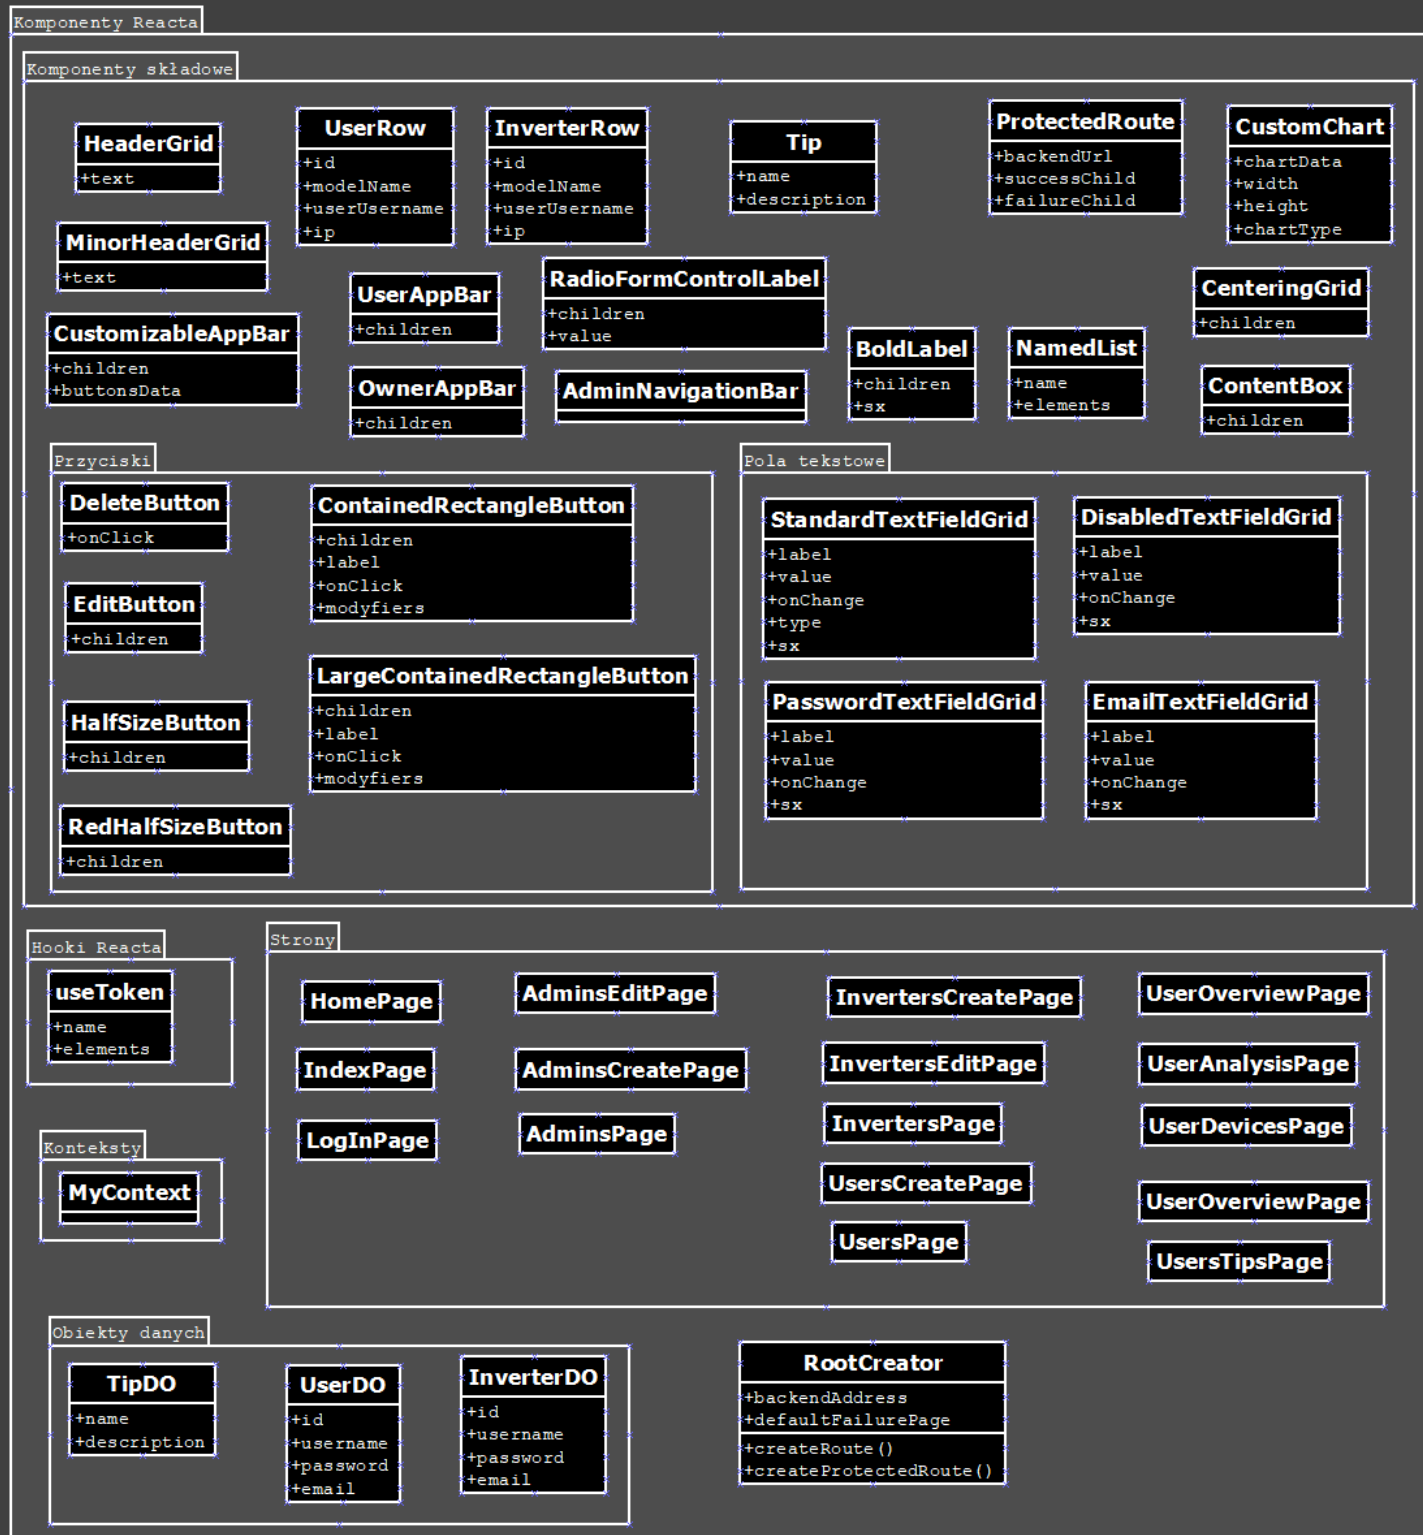 Komponenty Reacta
Komponenty składowe
HeaderGrid
+text
UserRow
+id
+modelName
+userUsername
+ip
InverterRow
+id
+modelName
+userUsername
+ip
Tip
+name
+description
ProtectedRoute
+backendUrl
+successChild
+failureChild
CustomChart
+chartData
+width
+height
+chartType
MinorHeaderGrid
+text
UserAppBar
+children
RadioFormControlLabel
+children
+value
CenteringGrid
+children
CustomizableAppBar
+children
+buttonsData
OwnerAppBar
+children
AdminNavigationBar
BoldLabel
+children
+sx
NamedList
+name
+elements
ContentBox
+children
Przyciski
DeleteButton
+onClick
ContainedRectangleButton
+children
+label
+onClick
+modyfiers
EditButton
+children
LargeContainedRectangleButton
+children
+label
+onClick
+modyfiers
HalfSizeButton
+children
RedHalfSizeButton
+children
Pola tekstowe
StandardTextFieldGrid
+label
+value
+onChange
+type
+sx
DisabledTextFieldGrid
+label
+value
+onChange
+sx
PasswordTextFieldGrid
+label
+value
+onChange
+sx
EmailTextFieldGrid
+label
+value
+onChange
+sx
Hooki Reacta
useToken
+name
+elements
Konteksty
MyContext
Strony
HomePage
IndexPage
LogInPage
AdminsEditPage
AdminsCreatePage
AdminsPage
InvertersCreatePage
InvertersEditPage
InvertersPage
UsersCreatePage
UsersPage
UserOverviewPage
UserAnalysisPage
UserDevicesPage
UserOverviewPage
UsersTipsPage
Obiekty danych
TipDO
+name
+description
UserDO
+id
+username
+password
+email
InverterDO
+id
+username
+password
+email
RootCreator
+backendAddress
+defaultFailurePage
+createRoute()
+createProtectedRoute()